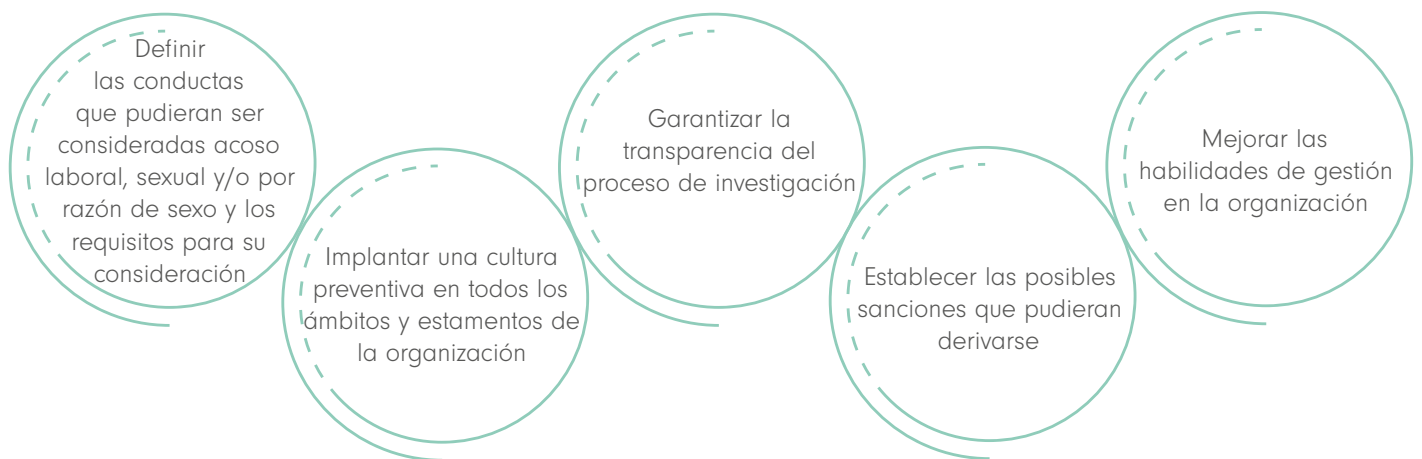 Definir
las conductas
que pudieran ser
consideradas acoso
laboral, sexual y/o por
razón de sexo y los
requisitos para su
consideración
Implantar una cultura
preventiva en todos los
ámbitos y estamentos de
la organización
Garantizar la
transparencia del
proceso de investigación
Establecer las posibles
sanciones que pudieran
derivarse
Mejorar las
habilidades de gestión
en la organización